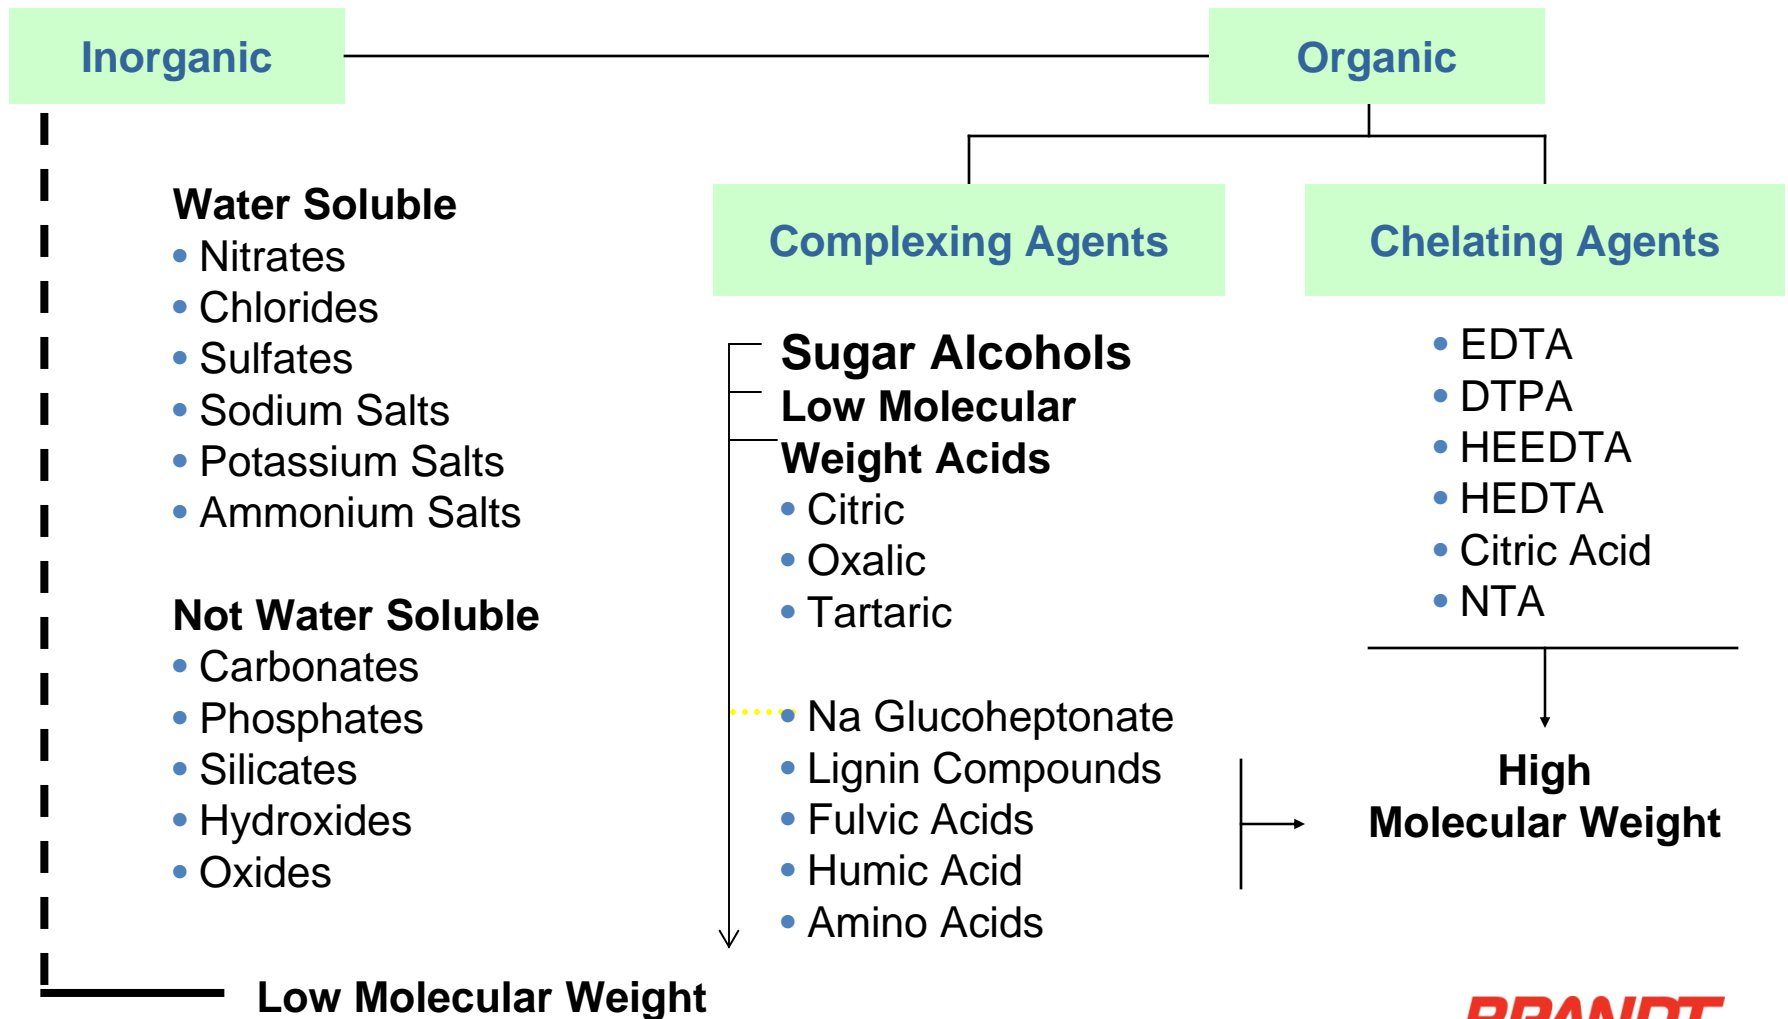 Inorganic
Organic
Water Soluble
• Nitrates
• Chlorides
• Sulfates
• Sodium Salts
• Potassium Salts
• Ammonium Salts
Not Water Soluble
• Carbonates
• Phosphates
• Silicates
• Hydroxides
• Oxides
Low Molecular Weight
Complexing Agents
Sugar Alcohols
Low Molecular
Weight Acids
• Citric
• Oxalic
• Tartaric
• Na Glucoheptonate
• Lignin Compounds
• Fulvic Acids
• Humic Acid
• Amino Acids
Chelating Agents
• EDTA
• DTPA
• HEEDTA
• HEDTA
• Citric Acid
• NTA
High
Molecular Weight
BRANDT